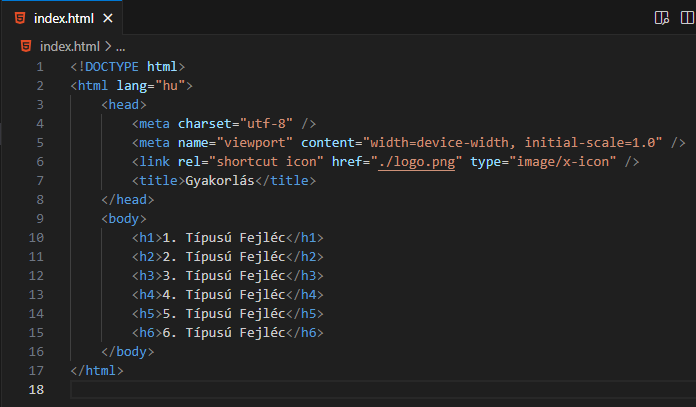 index.html
index.html > ...
1 <!DOCTYPE html>
2 <html lang="hu">
3 <head>
4 <meta charset="utf-8" />
5 <meta name="viewport" content="width=device-width, initial-scale=1.0" />
6 <link rel="shortcut icon" href="./logo.png" type="image/x-icon" />
7 <title>Gyakorlás</title>
8 </head>
9 <body>
10 <h1>1. Típusú Fejléc</h1>
11 <h2>2. Típusú Fejléc</h2>
12 <h3>3. Típusú Fejléc</h3>
13 <h4>4. Típusú Fejléc</h4>
14 <h5>5. Típusú Fejléc</h5>
15 <h6>6. Típusú Fejléc</h6>
16 </body>
17 </html>
18